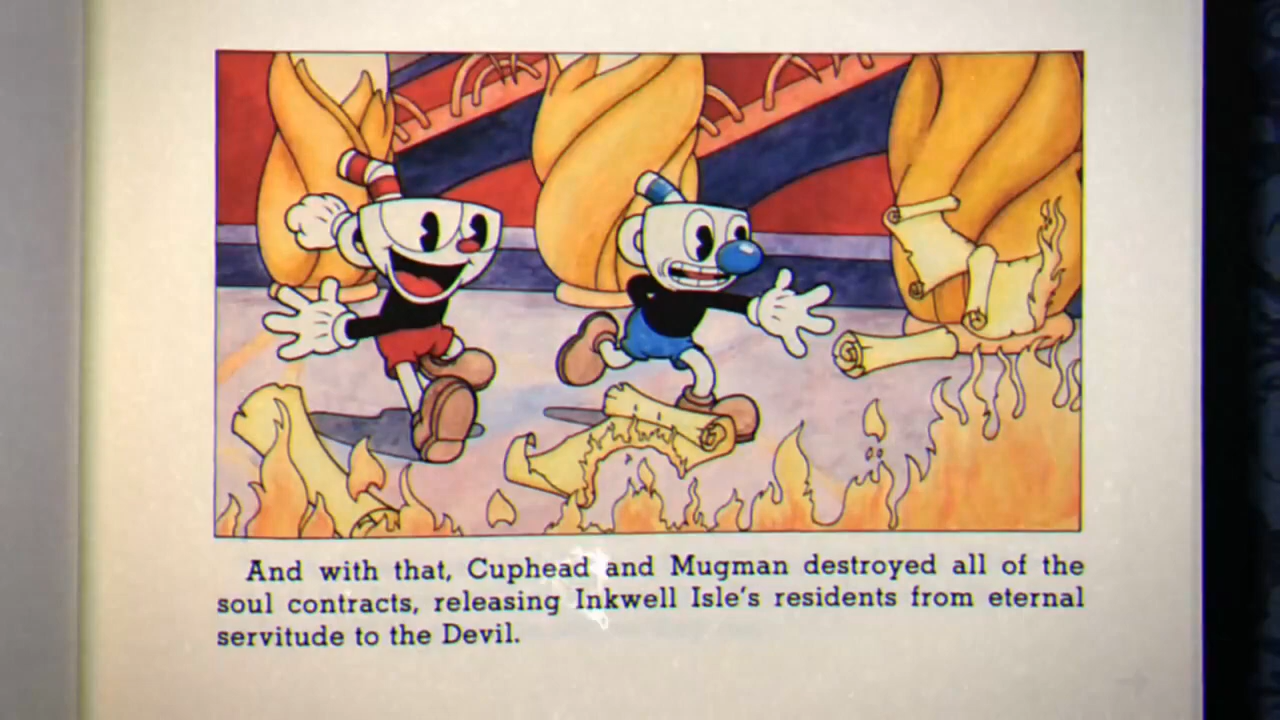 And with that, Cuphead and Mugman destroyed all of the
soul contracts, releasing Inkwell Isle's residents from eternal
servitude to the Devil.